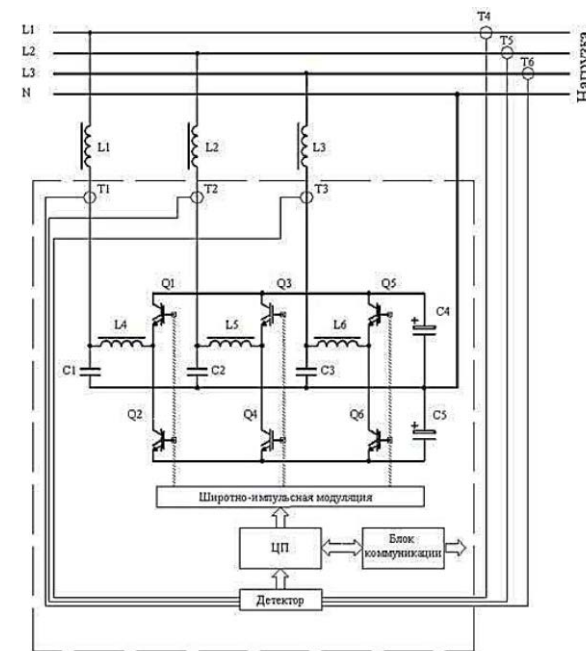 L1
L2
L3
N
T4
T5
T6
Нагрузка
L1
L2
L3
T1
T2
T3
Q1
Q3
Q5
C4
L4
L5
L6
C1
C2
C3
Q2
Q4
Q6
C5
Широтно-импульсная модуляция
ЦП
Блок
коммуникации
Детектор